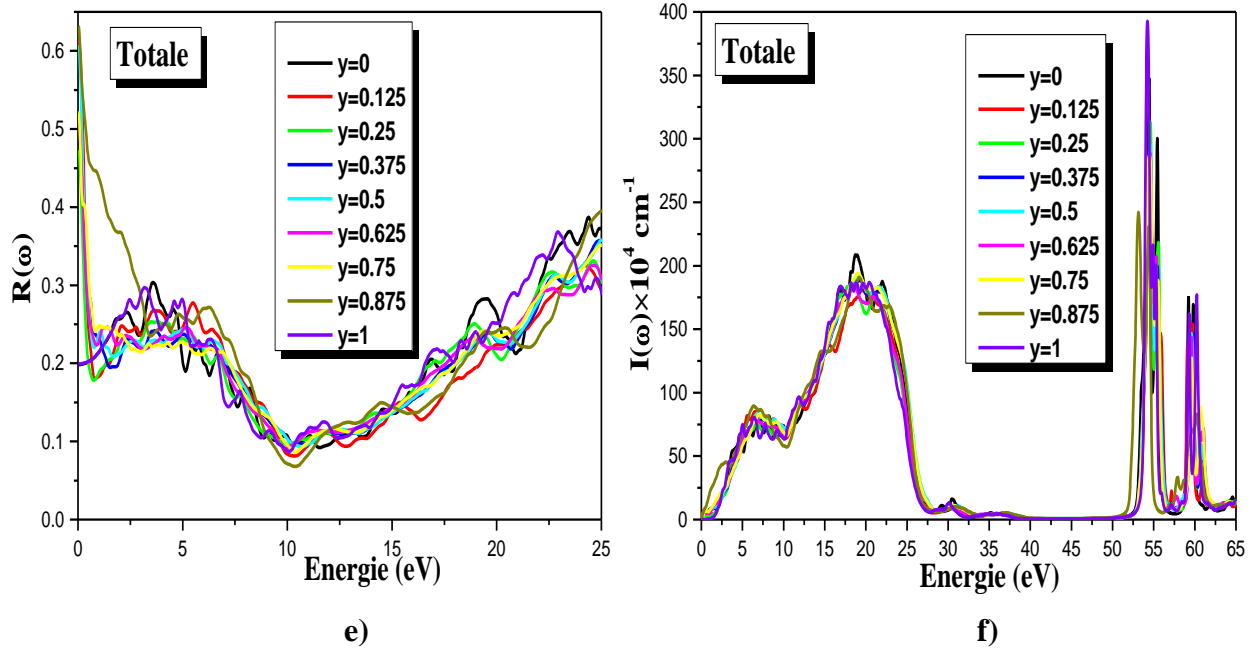 Totale
y=0
y=0.125
y=0.25
y=0.375
y=0.5
y=0.625
y=0.75
y=0.875
y=1
R(ω)
0.6
0.5
0.4
0.3
0.2
0.1
0.0
0 5 10 15 20 25
Energie (eV)
e)
Totale
y=0
y=0.125
y=0.25
y=0.375
y=0.5
y=0.625
y=0.75
y=0.875
y=1
I(ω)×10⁴ cm⁻¹
400
350
300
250
200
150
100
50
0
0 5 10 15 20 25 30 35 40 45 50 55 60 65
Energie (eV)
f)